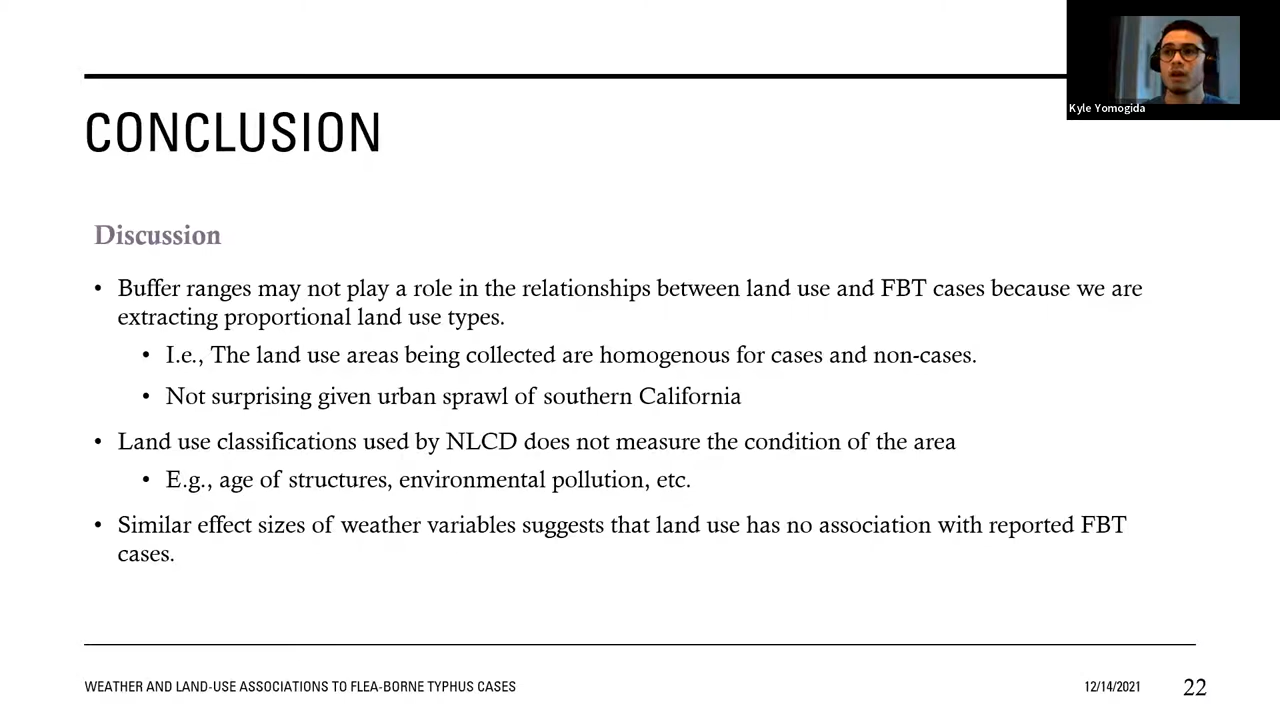 Kyle Yomogida
CONCLUSION
Discussion
• Buffer ranges may not play a role in the relationships between land use and FBT cases because we are
extracting proportional land use types.
• I.e., The land use areas being collected are homogenous for cases and non-cases.
• Not surprising given urban sprawl of southern California
• Land use classifications used by NLCD does not measure the condition of the area
• E.g., age of structures, environmental pollution, etc.
• Similar effect sizes of weather variables suggests that land use has no association with reported FBT
cases.
WEATHER AND LAND-USE ASSOCIATIONS TO FLEA-BORNE TYPHUS CASES
12/14/2021
22